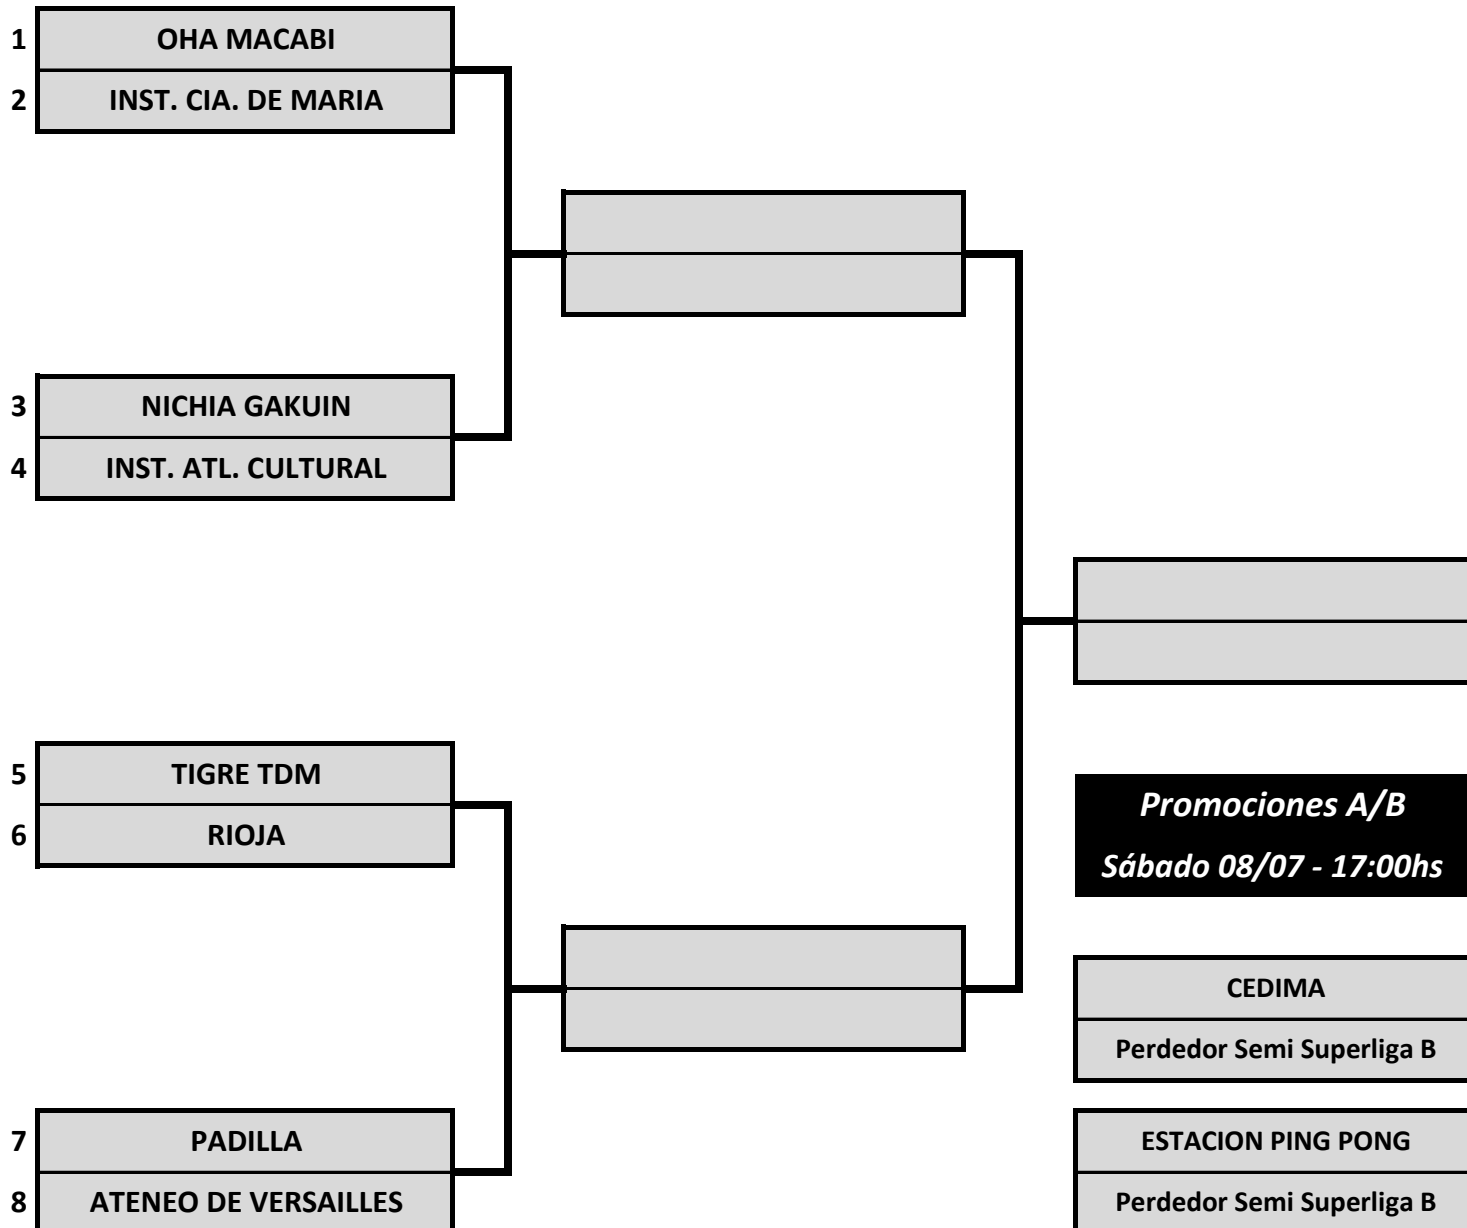 1 OHA MACABI
2 INST. CIA. DE MARIA
3 NICHIA GAKUIN
4 INST. ATL. CULTURAL
5 TIGRE TDM
6 RIOJA
7 PADILLA
8 ATENEO DE VERSAILLES
Promociones A/B
Sábado 08/07 - 17:00hs
CEDIMA
Perdedor Semi Superliga B
ESTACION PING PONG
Perdedor Semi Superliga B